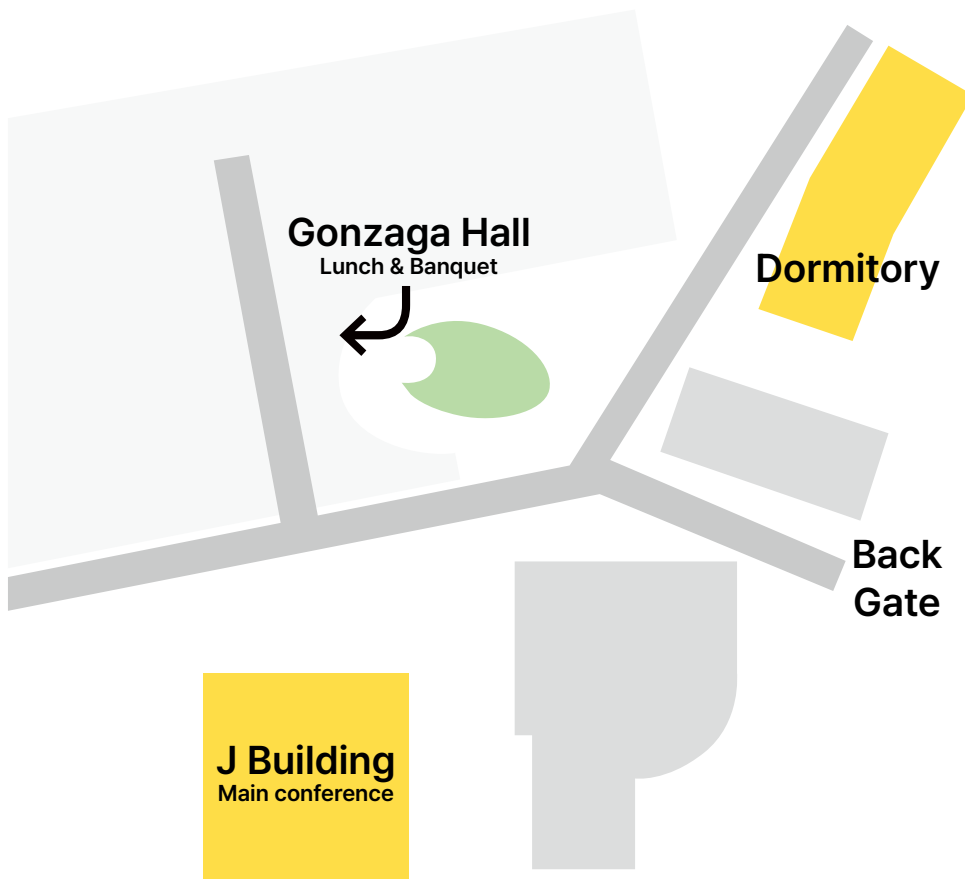 Gonzaga Hall
Lunch & Banquet
Dormitory
Back
Gate
J Building
Main conference